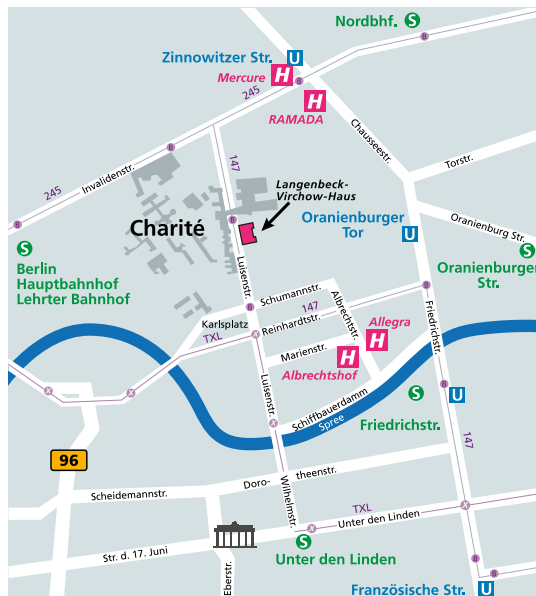 Nordbhf. S
Zinnowitzer Str. U
Mercure H
H
RAMADA
245
B
Chausseestr.
B
B
147
Torstr.
Invalidenstr.
245
B
Langenbeck-
Virchow-Haus
Charité
B
Oranienburger
Tor U
Oranienburg Str.
S
Berlin
Hauptbahnhof
Lehrter Bahnhof
S
Oranienburger
Str.
Luisenstr.
Schumannstr.
B
Albrechtstr.
147
B
Karlsplatz
Reinhardtstr.
Allegra
H
Friedrichstr.
TXL
X
Marienstr.
H
Albrechtshof
Luisenstr.
X
X
B
U
S
Friedrichstr.
Schiffbauerdamm
Spree
X
147
96
Doro-
theenstr.
Scheidemannstr.
Wilhelmstr.
X
TXL
Unter den Linden
X
S
Unter den Linden
Str. d. 17. Juni
Eberstr.
B
B
Französische Str. U